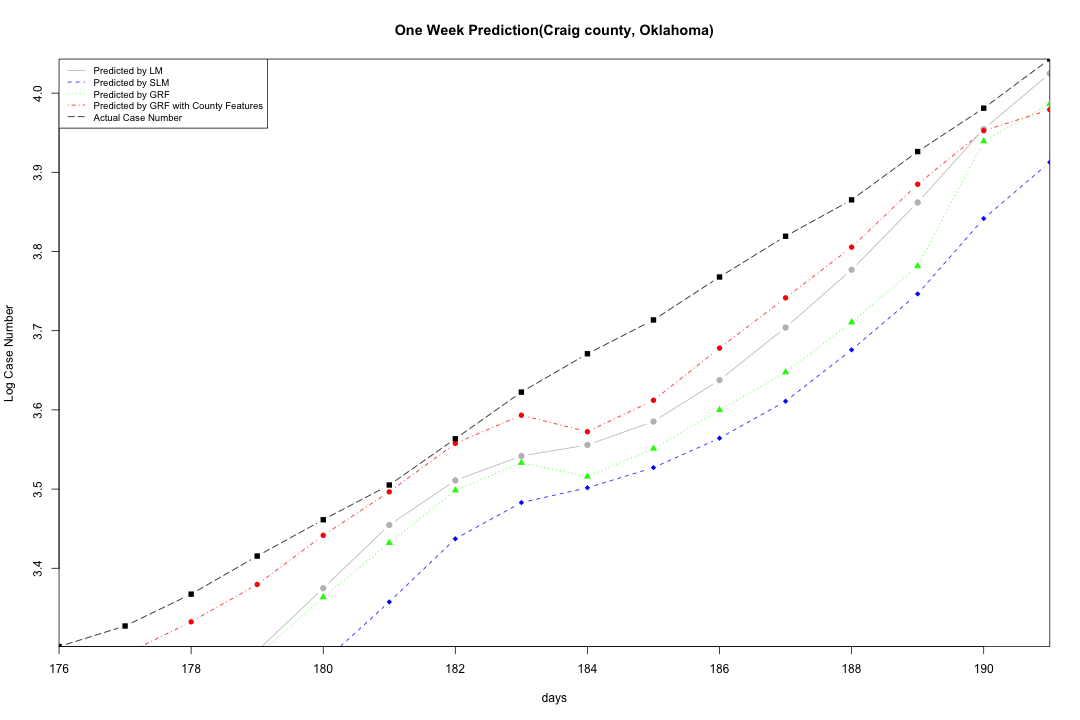 One Week Prediction(Craig county, Oklahoma)
Predicted by LM
Predicted by SLM
Predicted by GRF
Predicted by GRF with County Features
Actual Case Number
4.0
3.9
3.8
3.7
3.6
3.5
3.4
Log Case Number
176 178 180 182 184 186 188 190
days